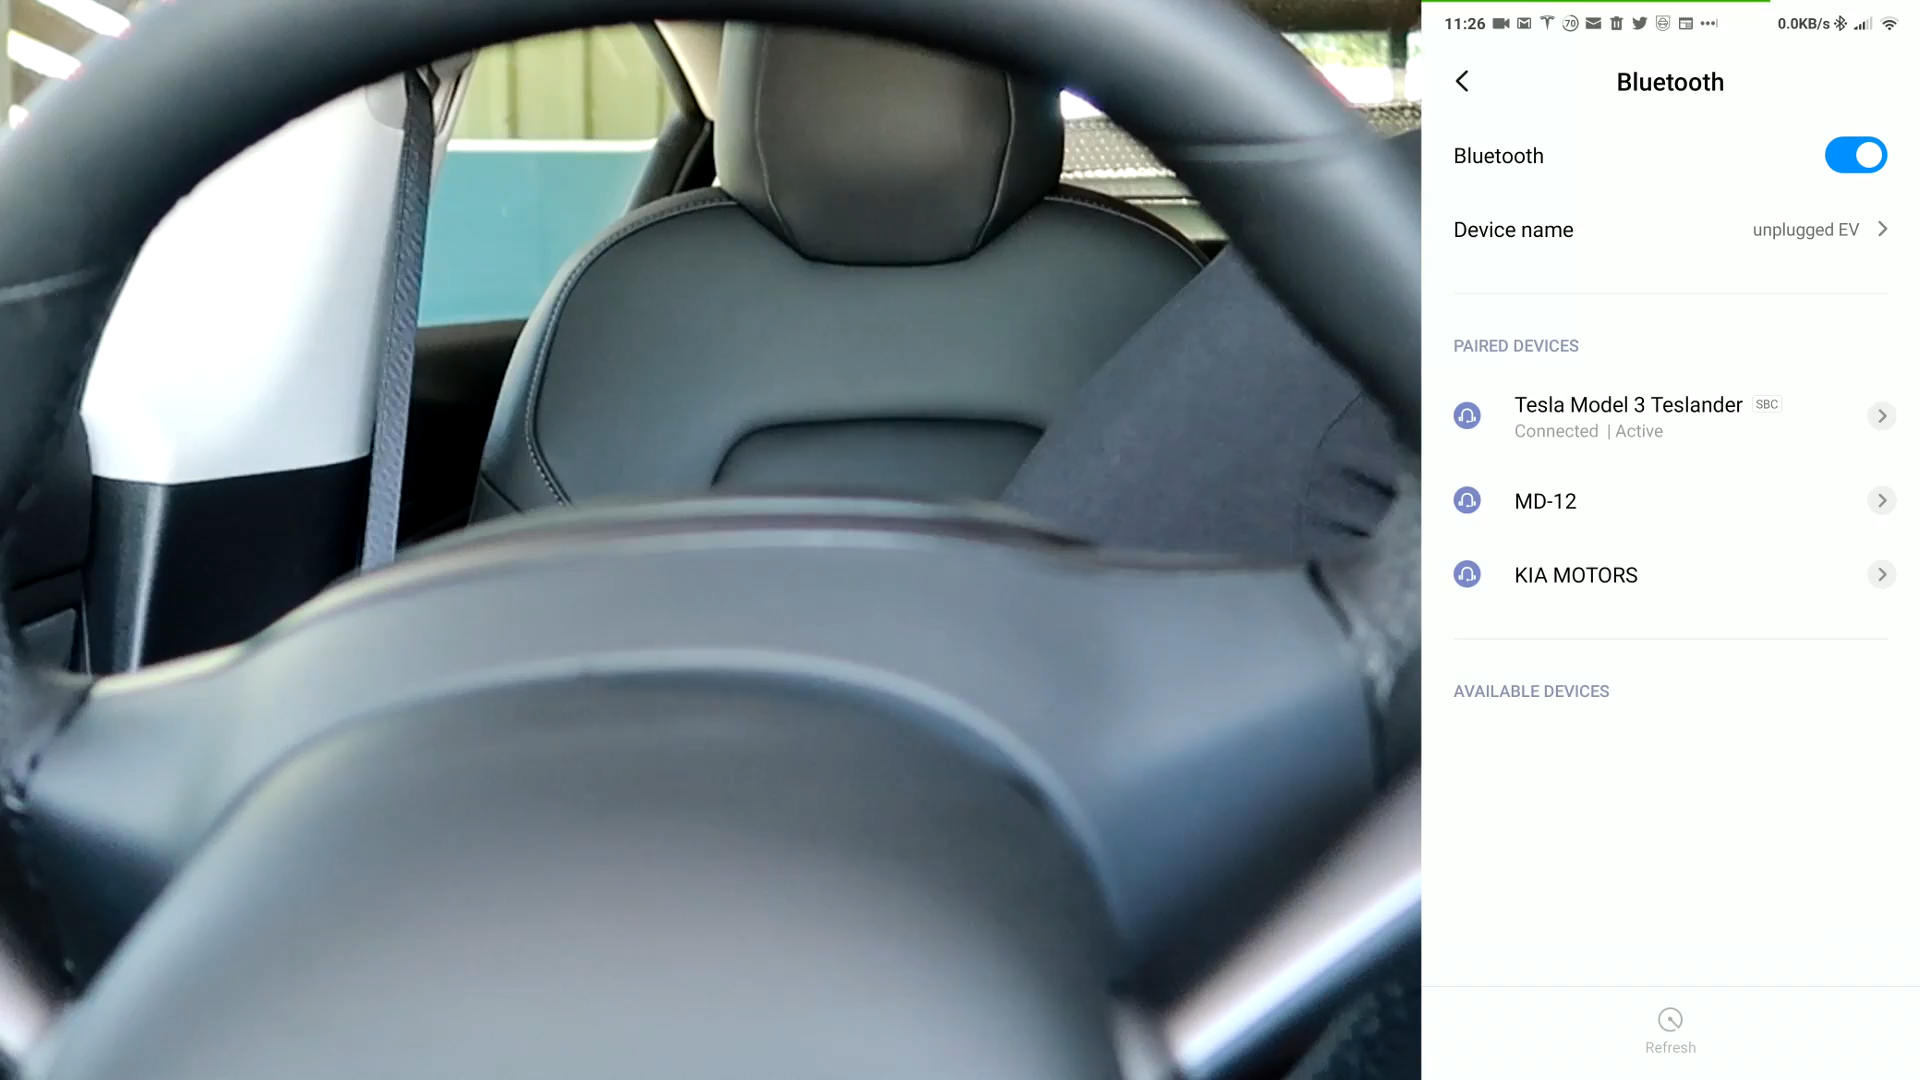 11:26 70 0.0KB/s
Bluetooth
Bluetooth
Device name unplugged EV
PAIRED DEVICES
Tesla Model 3 Teslander SBC
Connected | Active
MD-12
KIA MOTORS
AVAILABLE DEVICES
Refresh